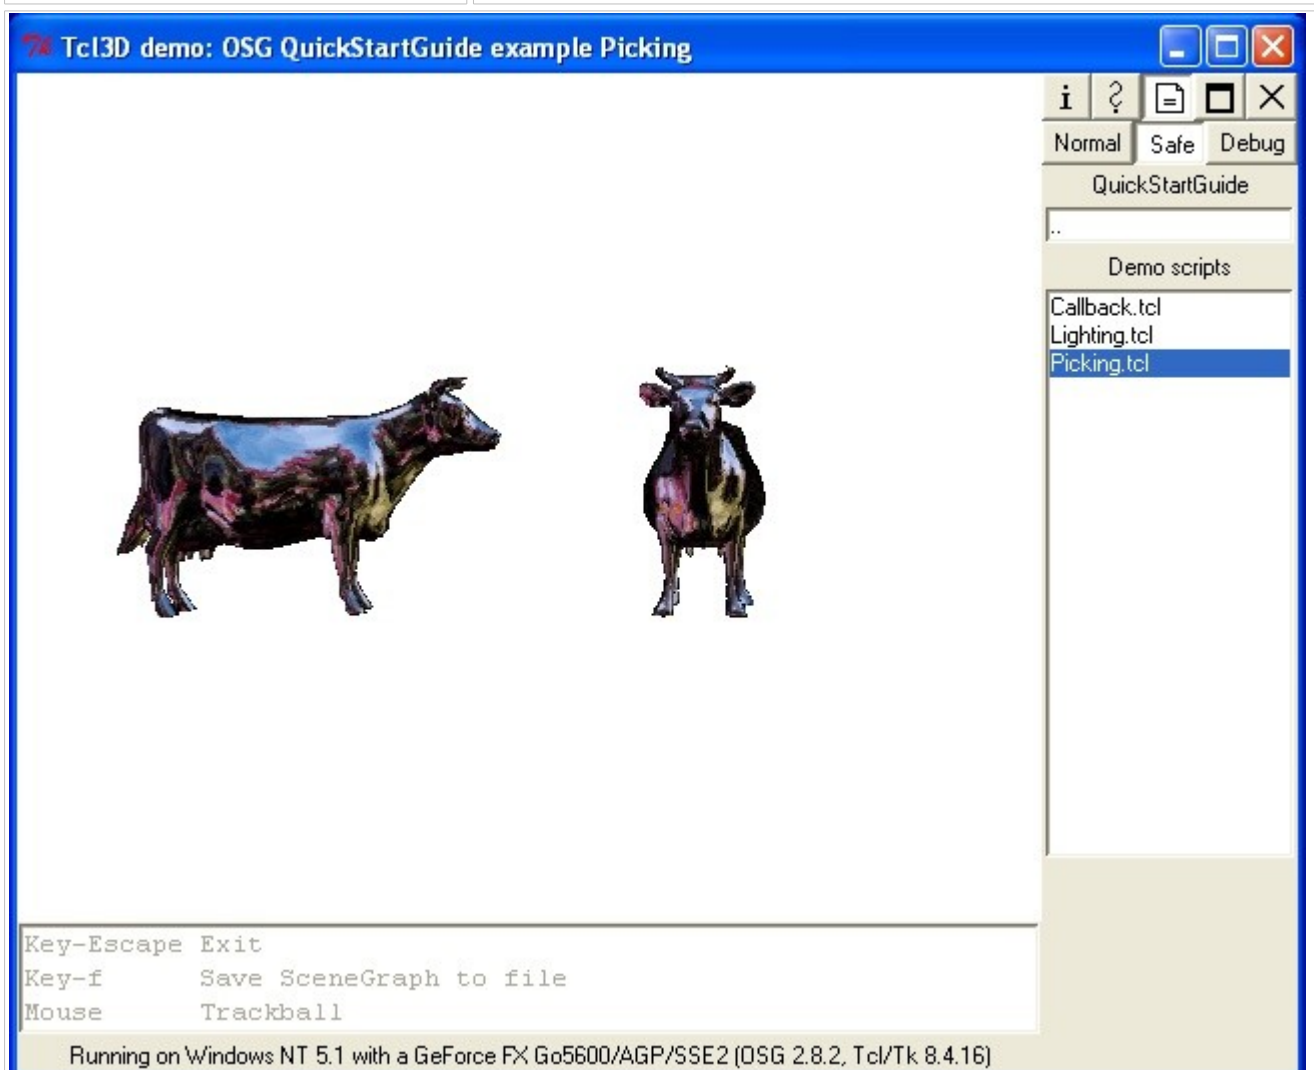 Tcl3D demo: OSG QuickStartGuide example Picking
i ?
Normal Safe Debug
QuickStartGuide
..
Demo scripts
Callback.tcl
Lighting.tcl
Picking.tcl
Key-Escape Exit
Key-f Save SceneGraph to file
Mouse Trackball
Running on Windows NT 5.1 with a GeForce FX Go5600/AGP/SSE2 (OSG 2.8.2, Tcl/Tk 8.4.16)